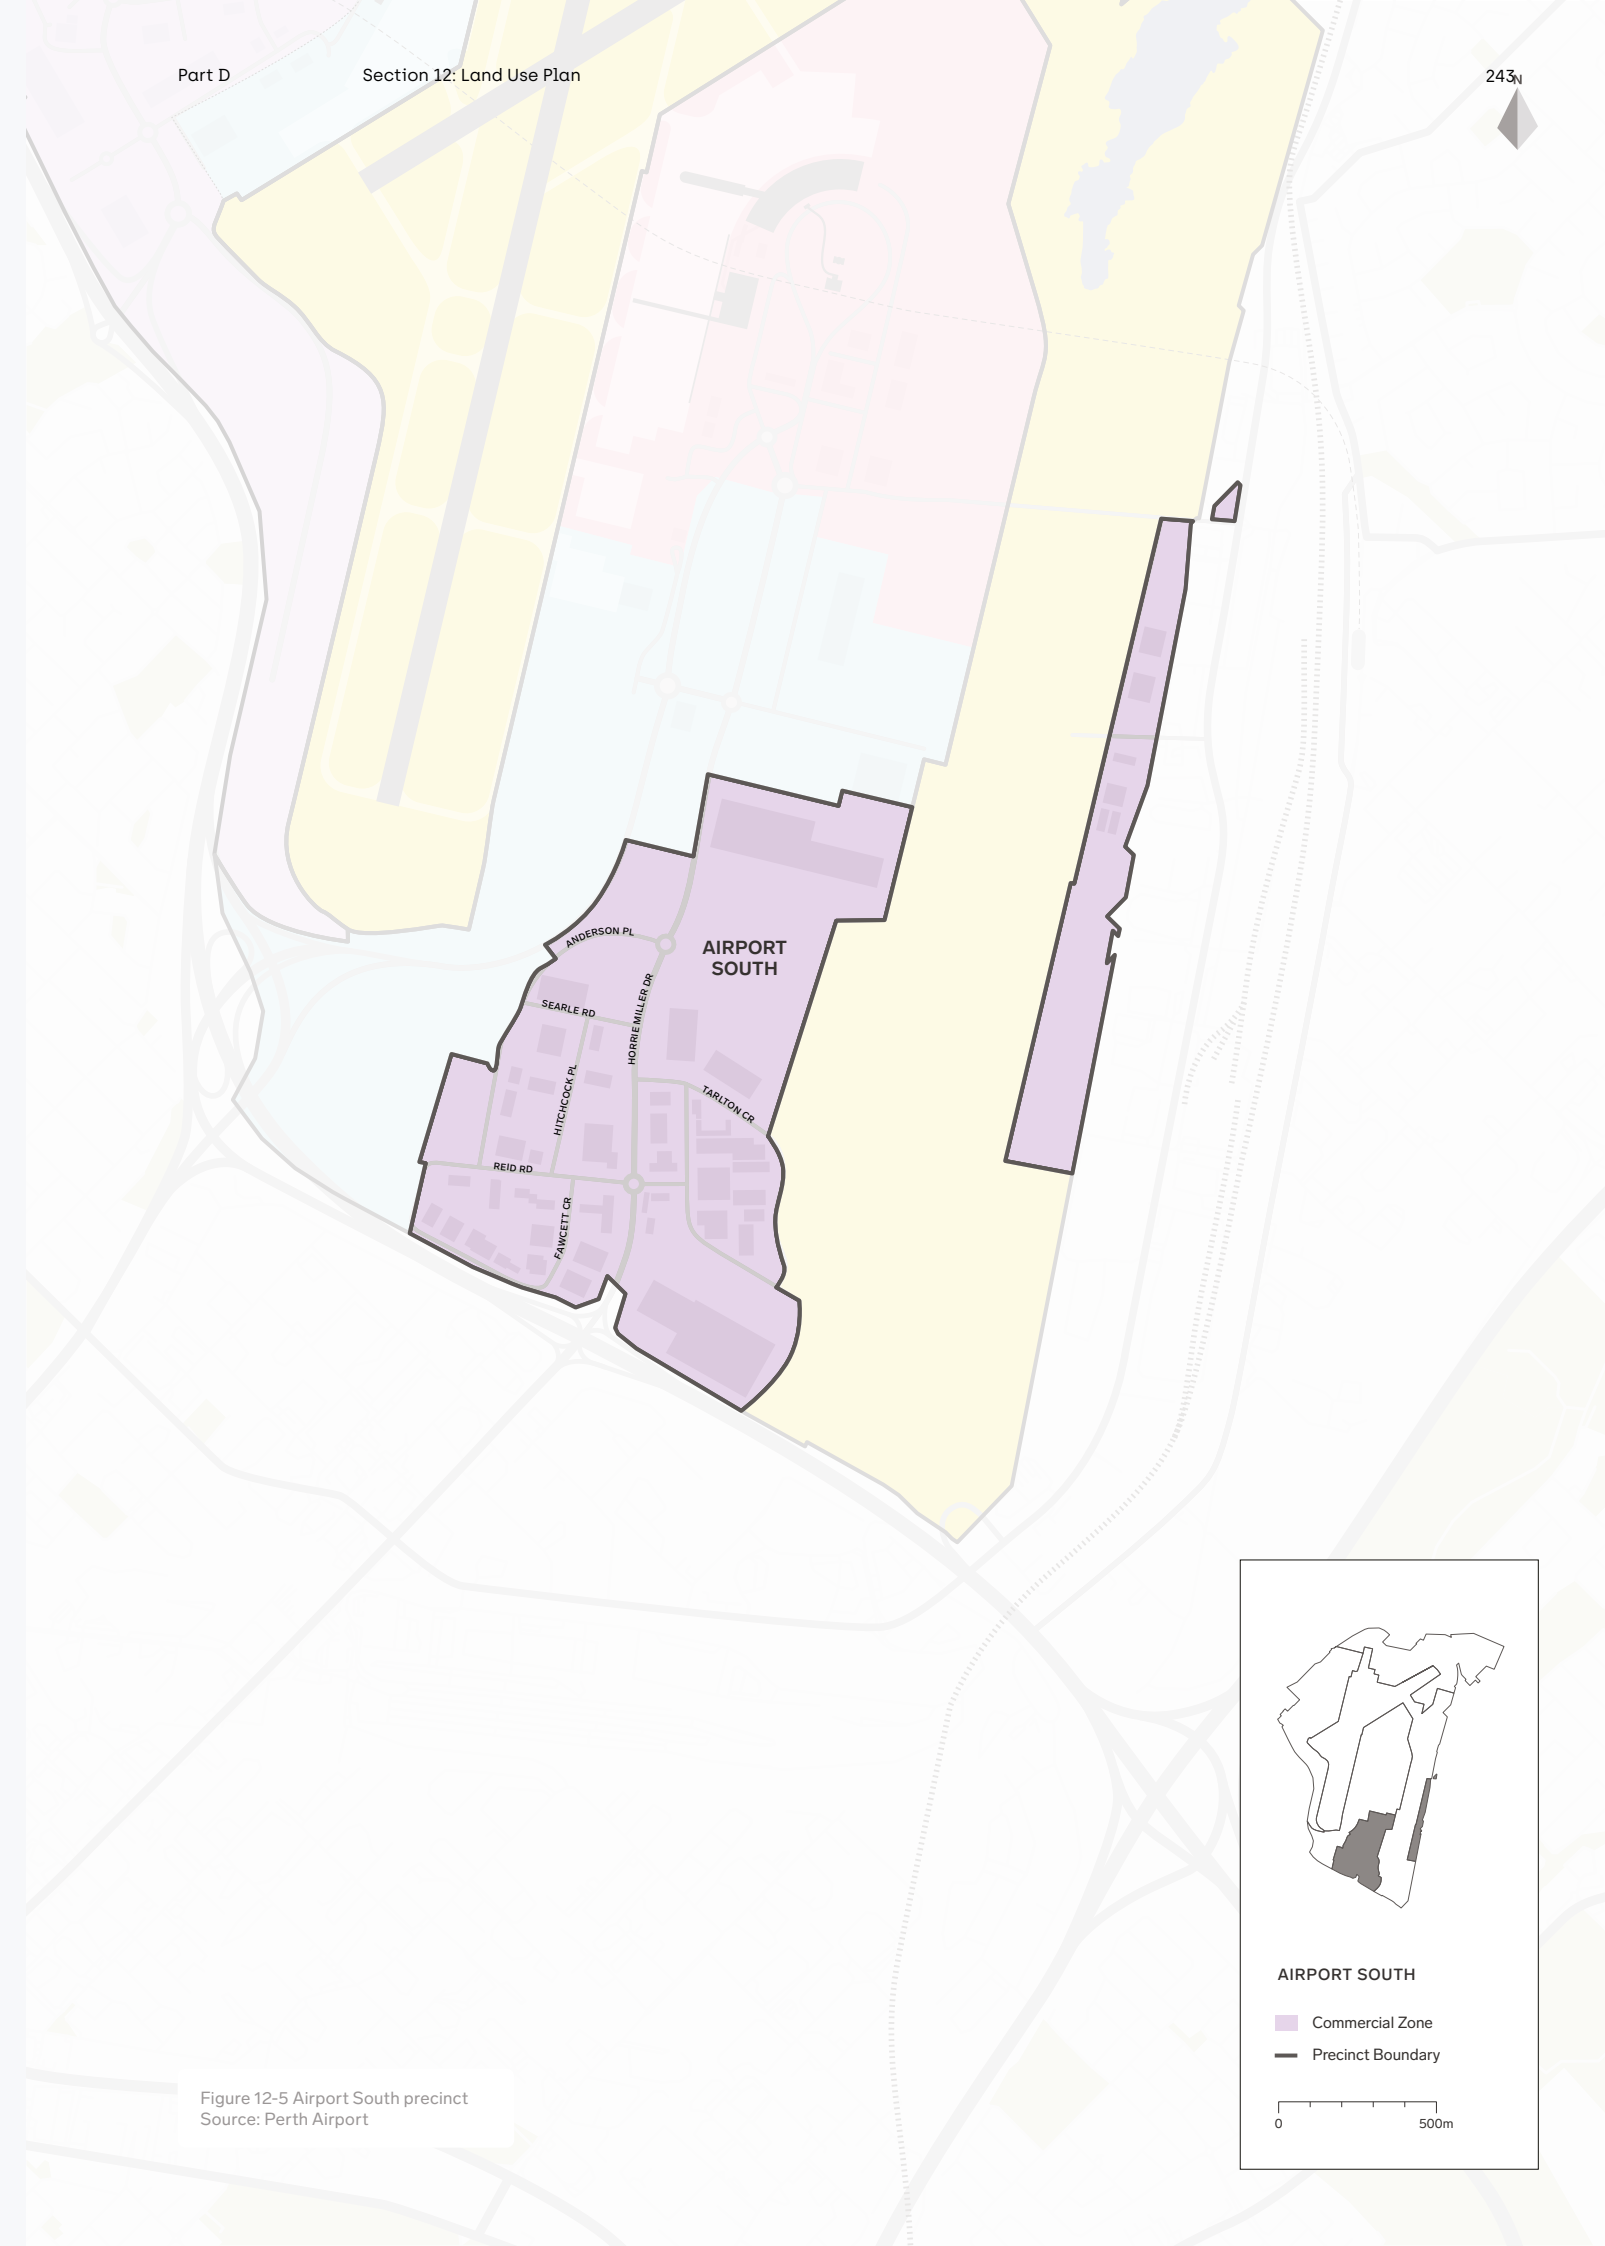 Part D
Section 12: Land Use Plan
243
N
AIRPORT
SOUTH
ANDERSON PL
SEARLE RD
HORRIE MILLER DR
HITCHCOCK PL
TARLTON CR
REID RD
FAWCETT CR
AIRPORT SOUTH
Commercial Zone
Precinct Boundary
0
500m
Figure 12-5 Airport South precinct
Source: Perth Airport